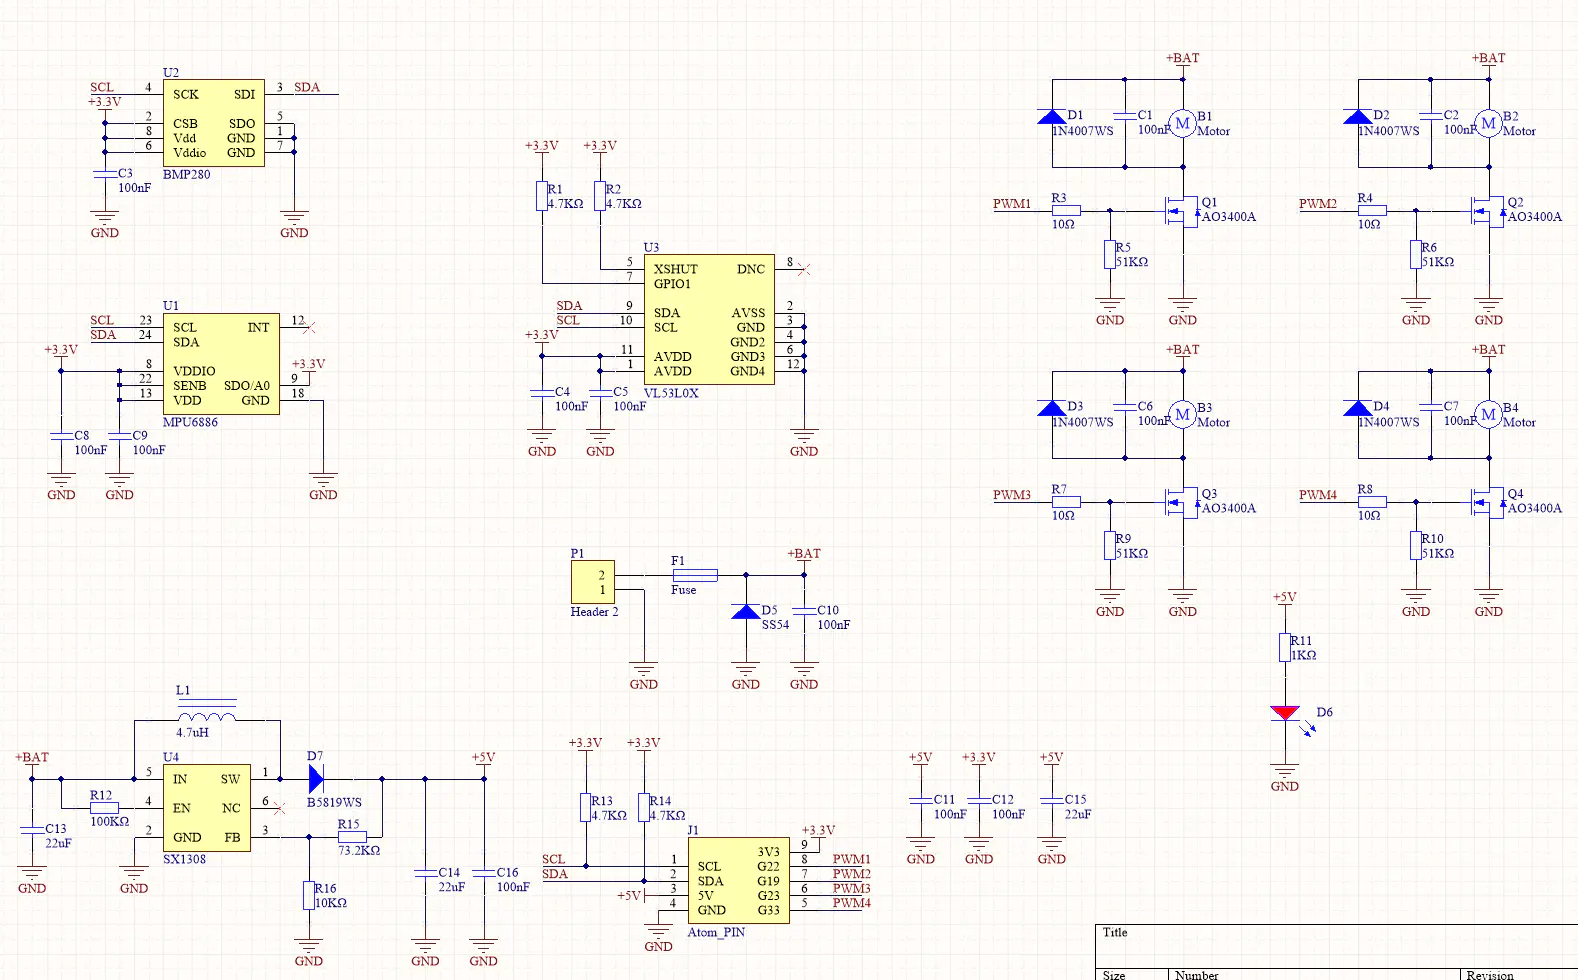 U2
SCL 4 SCK SDI 3 SDA
+3.3V
2 CSB SDO 5
8 Vdd GND 1
6 Vddio GND 7
BMP280
C3
100nF
GND
GND
U1
SCL 23 SCL INT 12
SDA 24 SDA
+3.3V
8 VDDIO
+3.3V
22 SENB SDO/A0 9
13 VDD GND 18
MPU6886
C8
100nF
C9
100nF
GND
GND
GND
+3.3V
+3.3V
R1
4.7KΩ
R2
4.7KΩ
U3
5 XSHUT DNC 8
7 GPIO1
SDA 9 SDA AVSS 2
SCL 10 SCL GND 3
+3.3V
GND2 4
11 AVDD GND3 6
1 AVDD GND4 12
VL53L0X
C4
100nF
C5
100nF
GND
GND
GND
+BAT
D1
1N4007WS
C1
100nF
M
B1
Motor
PWM1
R3
10Ω
Q1
AO3400A
R5
51KΩ
GND
GND
+BAT
D2
1N4007WS
C2
100nF
M
B2
Motor
PWM2
R4
10Ω
Q2
AO3400A
R6
51KΩ
GND
GND
+BAT
D3
1N4007WS
C6
100nF
M
B3
Motor
PWM3
R7
10Ω
Q3
AO3400A
R9
51KΩ
GND
GND
+BAT
D4
1N4007WS
C7
100nF
M
B4
Motor
PWM4
R8
10Ω
Q4
AO3400A
R10
51KΩ
GND
GND
P1
2
1
Header 2
F1
Fuse
+BAT
D5
SS54
C10
100nF
GND
GND
GND
+5V
R11
1KΩ
D6
GND
L1
4.7uH
+BAT
U4
D7
+5V
5 IN SW 1
R12
4 EN NC 6
B5819WS
100KΩ
C13
22uF
2 GND FB 3
R15
73.2KΩ
SX1308
GND
GND
R16
10KΩ
C14
22uF
C16
100nF
GND
GND
GND
+3.3V
+3.3V
R13
4.7KΩ
R14
4.7KΩ
J1
+3.3V
3V3 9
SCL 1 SCL G22 8 PWM1
SDA 2 SDA G19 7 PWM2
+5V 3 5V G23 6 PWM3
4 GND G33 5 PWM4
Atom_PIN
GND
+5V
+3.3V
+5V
C11
100nF
C12
100nF
C15
22uF
GND
GND
GND
Title
Size
Number
Revision